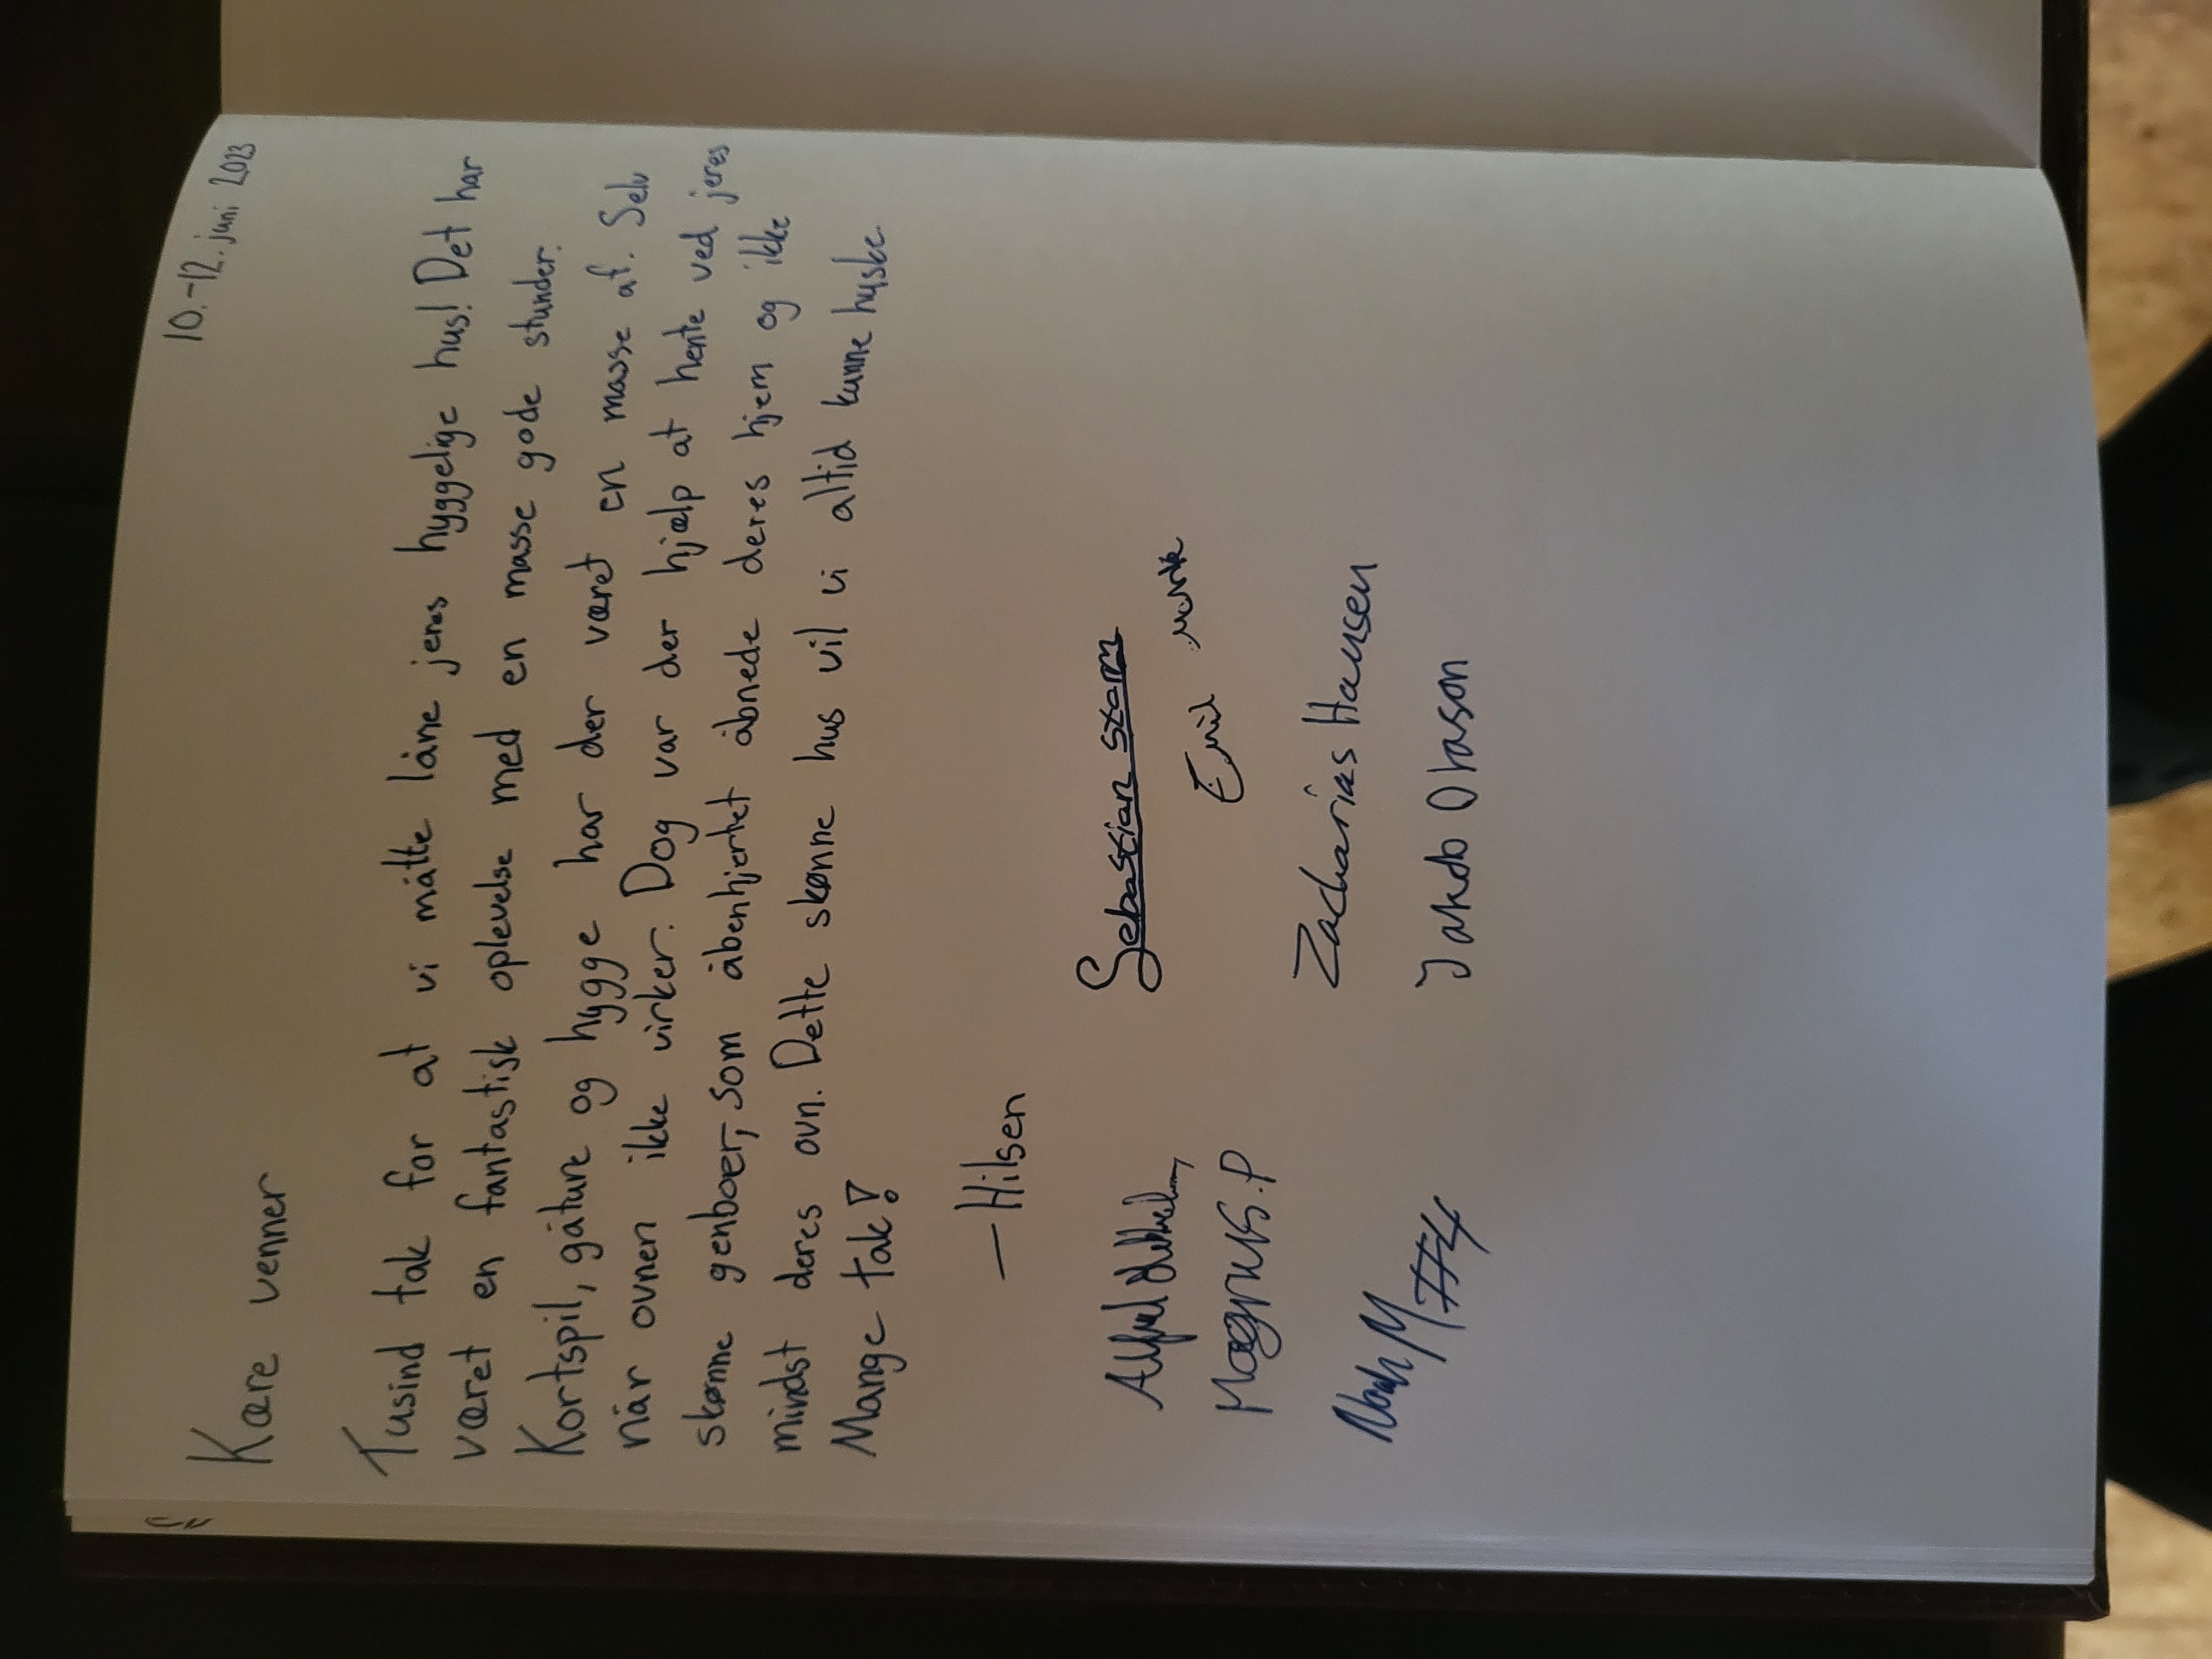 10.-12. juni 2023
Kære venner
Tusind tak for at vi måtte låne jeres hyggelige hus! Det har
været en fantastisk oplevelse med en masse gode stunder.
Kortspil, gåture og hygge har der været en masse af. Selv
når ovnen ikke virker. Dog var der hjælp at hente ved jeres
skønne genboer, som åbenhjertet åbnede deres hjem og ikke
mindst deres ovn. Dette skønne hus vil vi altid kunne huske.
Mange tak!
— Hilsen
Alfred
Sebastian Storm
Emil
Magnus.P
Zacharias Hansen
Noah M #4
Jakob Olason